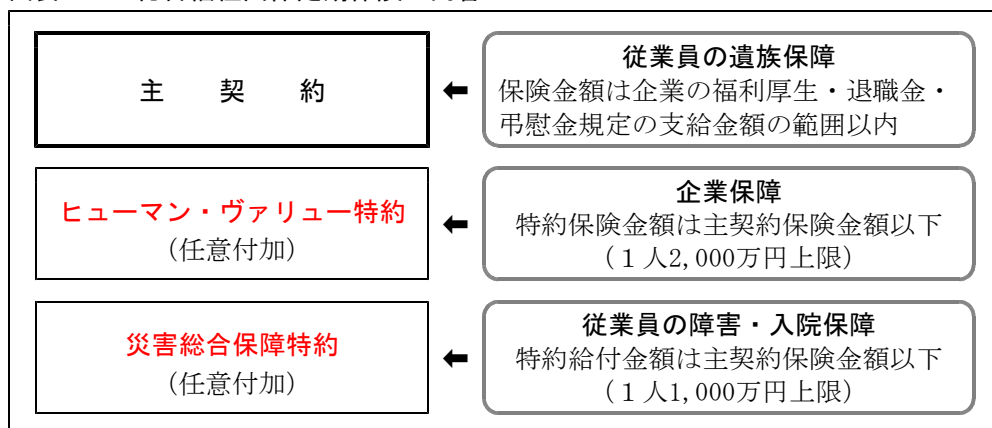 主　契　約
従業員の遺族保障
保険金額は企業の福利厚生・退職金・
弔慰金規定の支給金額の範囲以内
ヒューマン・ヴァリュー特約
(任意付加)
企業保障
特約保険金額は主契約保険金額以下
(１人2,000万円上限)
災害総合保障特約
(任意付加)
従業員の障害・入院保障
特約給付金額は主契約保険金額以下
(１人1,000万円上限)